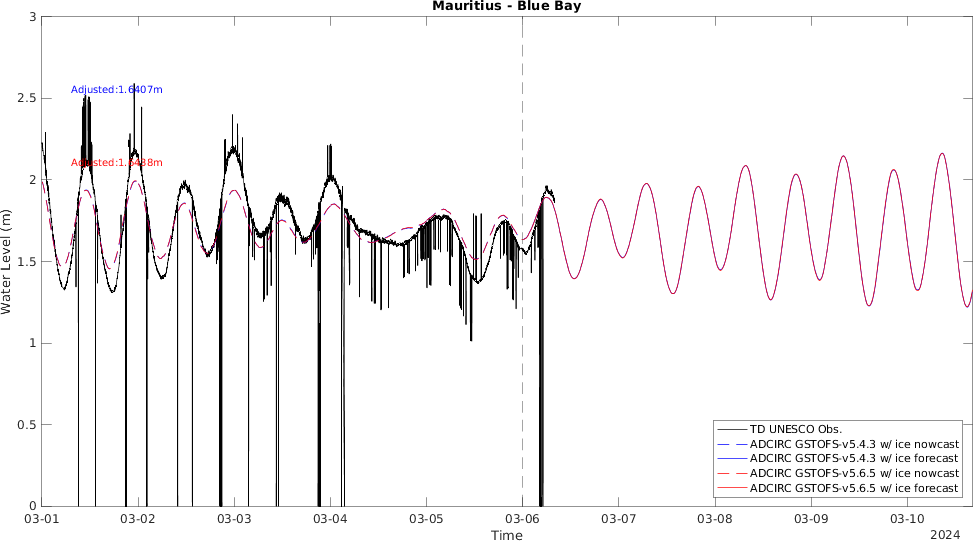 Mauritius - Blue Bay
3
2.5
2
1.5
1
0.5
0
Water Level (m)
Adjusted:1.6407m
03-01
03-02
03-03
03-04
03-05
03-06
03-07
03-08
03-09
03-10
Time
2024
TD UNESCO Obs.
ADCIRC GSTOFS-v5.4.3 w/ ice nowcast
ADCIRC GSTOFS-v5.4.3 w/ ice forecast
ADCIRC GSTOFS-v5.6.5 w/ ice nowcast
ADCIRC GSTOFS-v5.6.5 w/ ice forecast